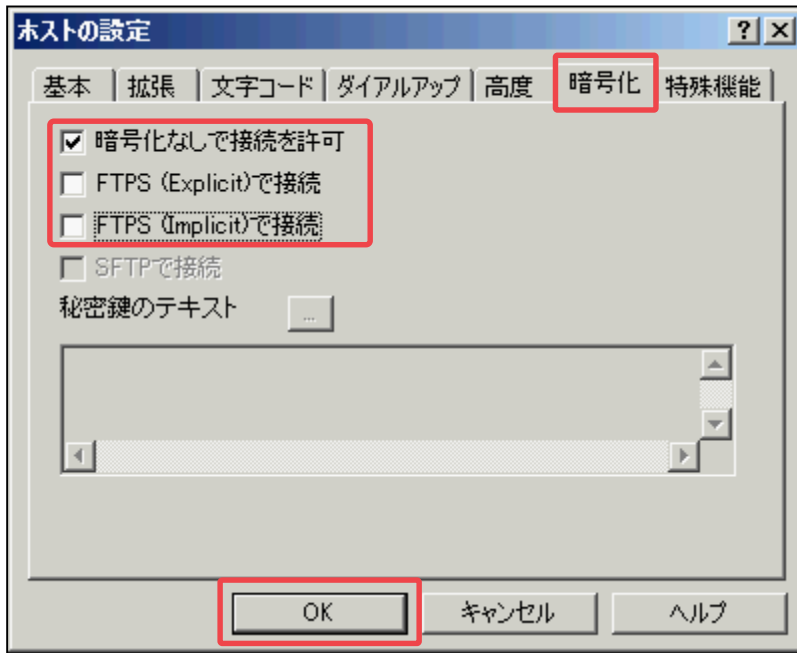 ホストの設定
基本 拡張 文字コード ダイアルアップ 高度 暗号化 特殊機能
暗号化なしで接続を許可
FTPS (Explicit)で接続
FTPS (Implicit)で接続
SFTPで接続
秘密鍵のテキスト ...
OK キャンセル ヘルプ